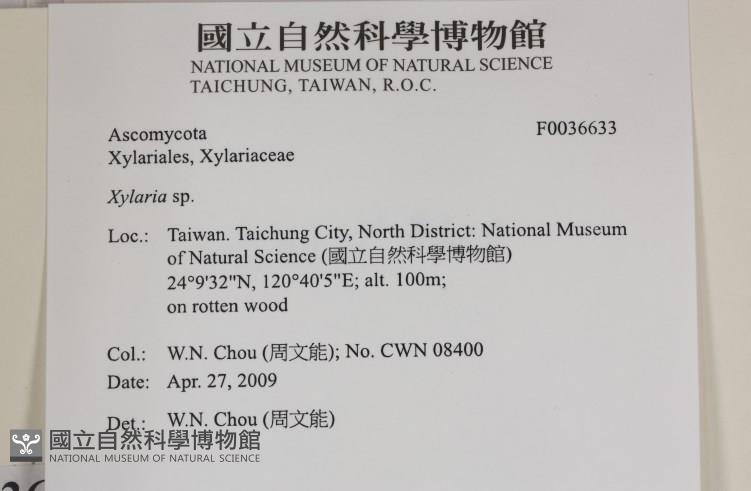 國立自然科學博物館
NATIONAL MUSEUM OF NATURAL SCIENCE
TAICHUNG, TAIWAN, R.O.C.
Ascomycota F0036633
Xylariales, Xylariaceae
Xylaria sp.
Loc.: Taiwan. Taichung City, North District: National Museum
of Natural Science (國立自然科學博物館)
24°9'32"N, 120°40'5"E; alt. 100m;
on rotten wood
Col.: W.N. Chou (周文能); No. CWN 08400
Date: Apr. 27, 2009
Det.: W.N. Chou (周文能)
國立自然科學博物館
NATIONAL MUSEUM OF NATURAL SCIENCE